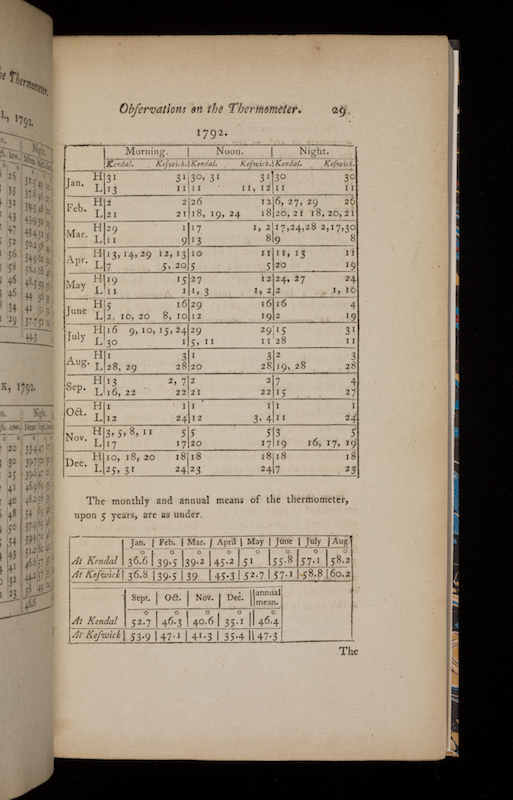 Obſervations on the Thermometer. 29
1792.
Morning. Noon. Night.
Kendal. Keſwick. Kendal. Keſwick. Kendal. Keſwick.
Jan. H 31 31 30, 31 31 30 30
L 13 11 11 11, 12 11 11
Feb. H 2 2 26 12 6, 27, 29 26
L 21 21 18, 19, 24 18 20, 21 18, 20, 21
Mar. H 29 1 17 1, 2 17,24,28 2,17,30
L 11 9 13 8 9 8
Apr. H 13, 14, 29 12, 13 10 11 11, 13 11
L 7 5, 20 5 5 20 19
May H 19 15 27 12 24, 27 24
L 11 1 1, 3 1, 2 2 1, 10
June H 5 16 29 16 16 4
L 2, 10, 20 8, 10 12 19 2 19
July H 16 9, 10, 15, 24 29 29 15 31
L 30 1 5, 11 11 28 11
Aug. H 1 3 1 3 2 3
L 28, 29 28 20 28 19, 28 28
Sep. H 13 2, 7 2 2 7 4
L 16, 22 22 21 22 15 27
Oct. H 1 1 1 1 1 1
L 12 24 12 3, 4 11 24
Nov. H 3, 5, 8, 11 5 5 5 3 5
L 17 17 20 17 19 16, 17, 19
Dec. H 10, 18, 20 18 18 18 18 18
L 25, 31 24 23 24 7 23
The monthly and annual means of the thermometer,
upon 5 years, are as under.
Jan. Feb. Mar. April May June July Aug.
At Kendal 36.6 39.5 39.2 45.2 51 55.8 57.1 58.2
At Keſwick 36.8 39.5 39 45.3 52.7 57.1 58.8 60.2
Sept. Oct. Nov. Dec. annual mean.
At Kendal 52.7 46.3 40.6 35.1 46.4
At Keſwick 53.9 47.1 41.3 35.4 47.3
The